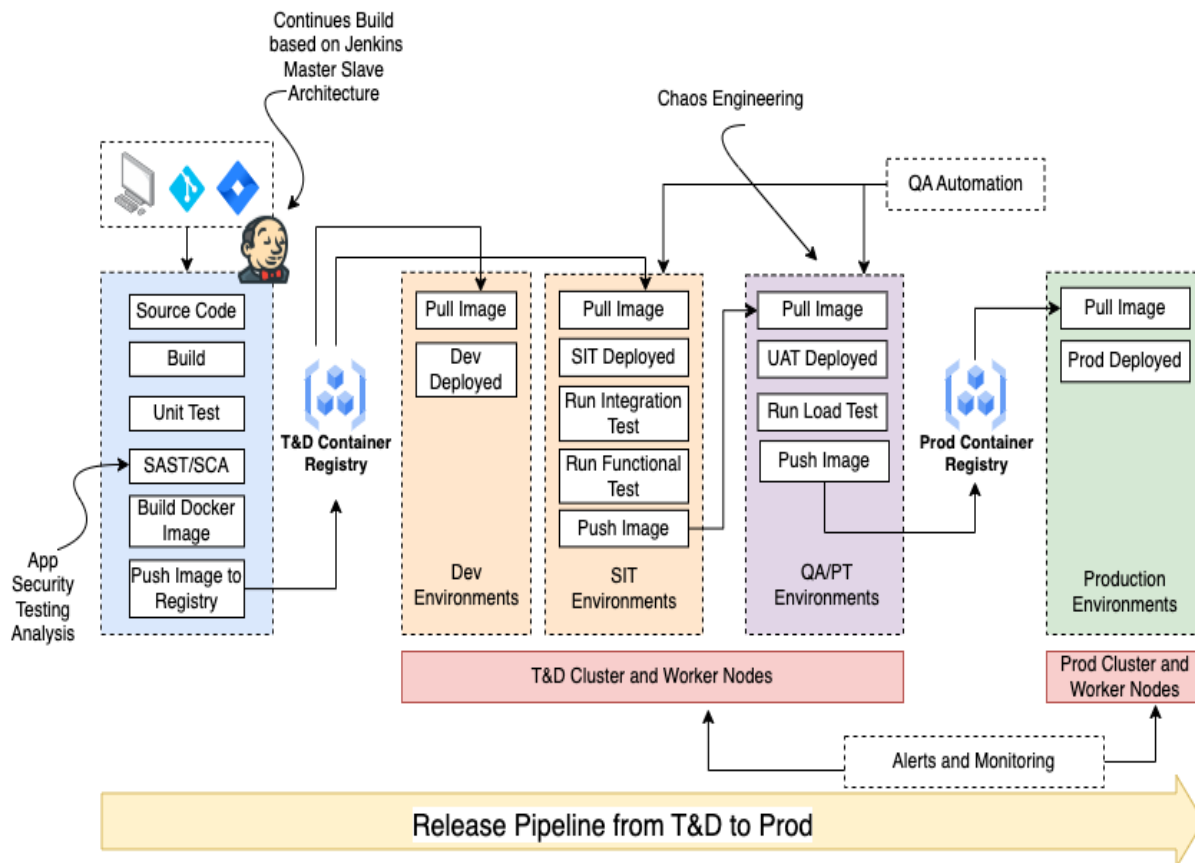 Continues Build
based on Jenkins
Master Slave
Architecture
Chaos Engineering
QA Automation
Source Code
Build
Unit Test
SAST/SCA
Build Docker
Image
Push Image to
Registry
App
Security
Testing
Analysis
T&D Container
Registry
Pull Image
Dev
Deployed
Dev
Environments
Pull Image
SIT Deployed
Run Integration
Test
Run Functional
Test
Push Image
SIT
Environments
Pull Image
UAT Deployed
Run Load Test
Push Image
QA/PT
Environments
Prod Container
Registry
Pull Image
Prod Deployed
Production
Environments
T&D Cluster and Worker Nodes
Prod Cluster and
Worker Nodes
Alerts and Monitoring
Release Pipeline from T&D to Prod